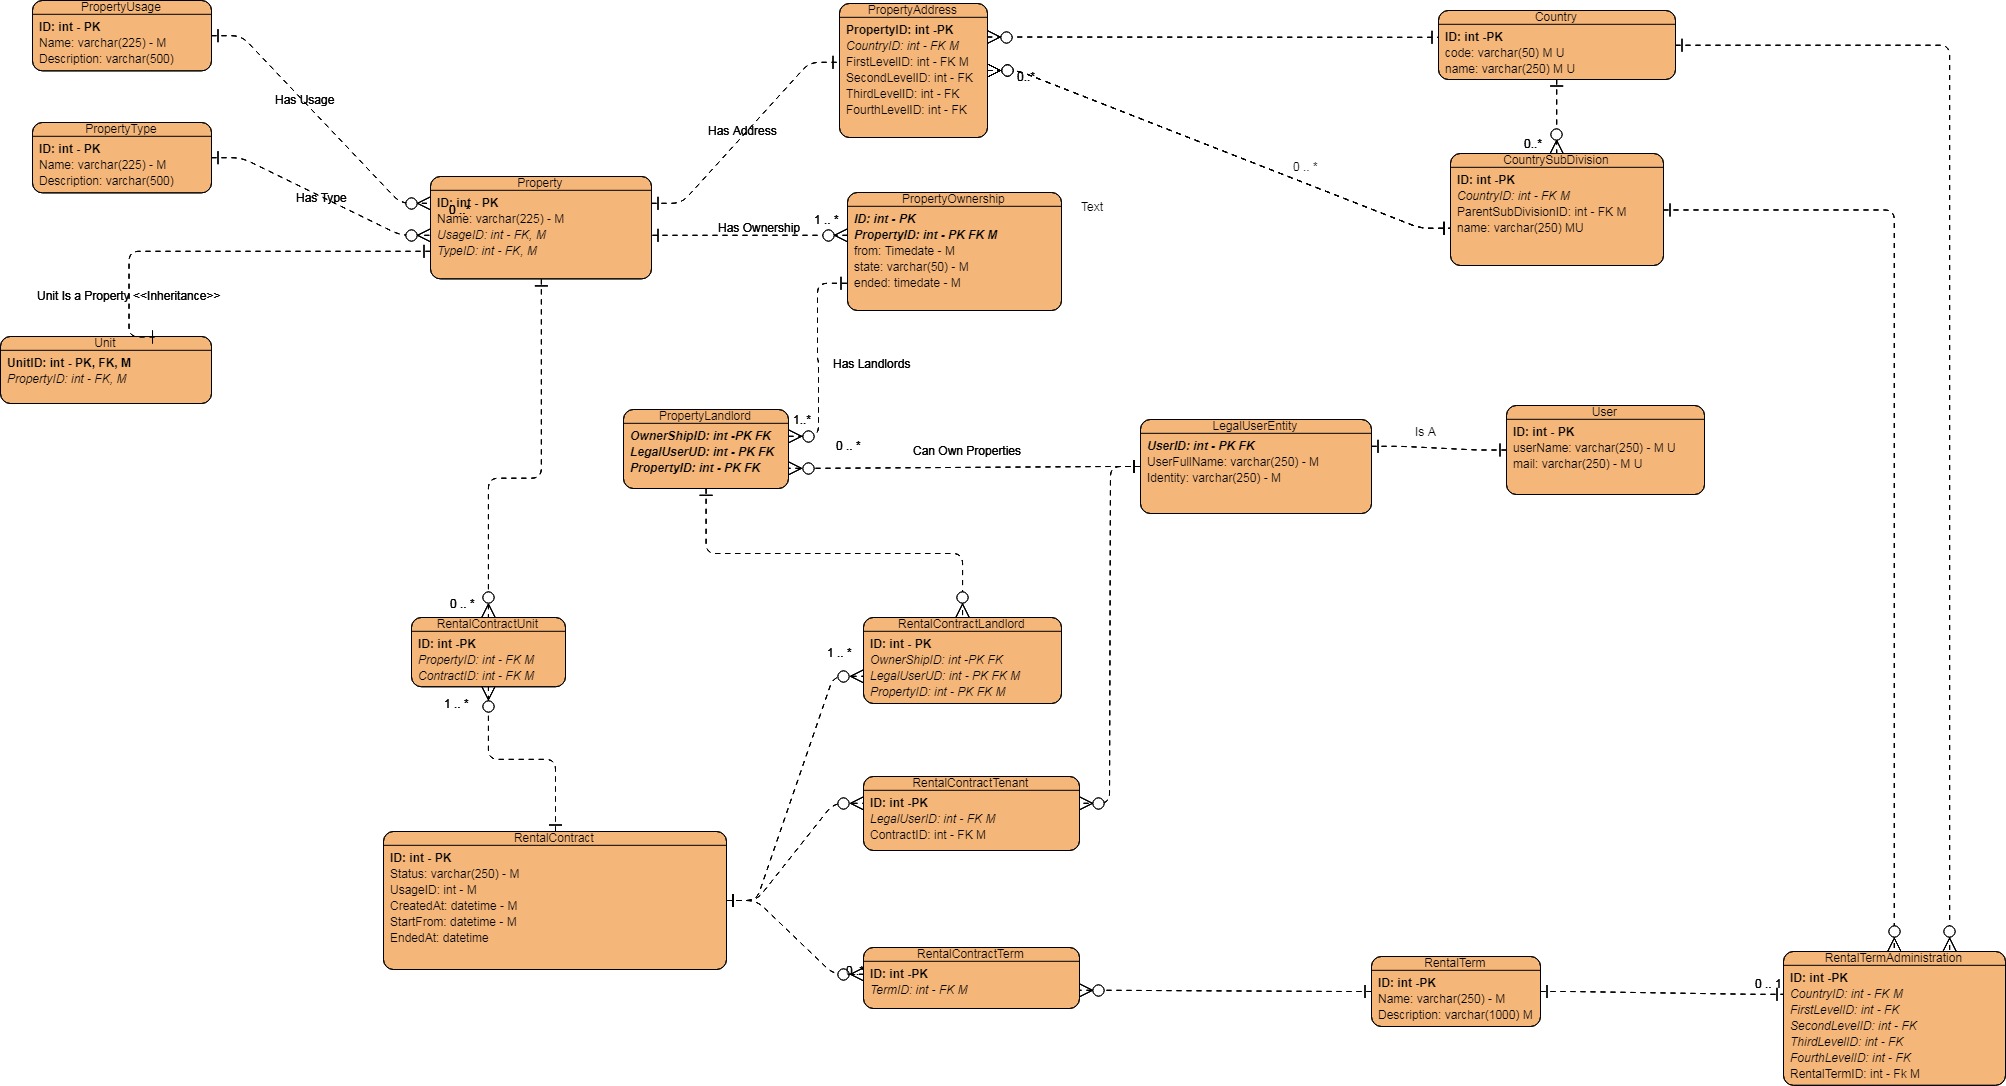 PropertyUsage
ID: int - PK
Name: varchar(225) - M
Description: varchar(500)
Has Usage
PropertyType
ID: int - PK
Name: varchar(225) - M
Description: varchar(500)
Has Type
Property
ID: int - PK
0..*
Name: varchar(225) - M
UsageID: int - FK, M
TypeID: int - FK, M
Unit Is a Property <<Inheritance>>
Unit
UnitID: int - PK, FK, M
PropertyID: int - FK, M
Has Address
PropertyAddress
PropertyID: int -PK
CountryID: int - FK M
FirstLevelID: int - FK M
SecondLevelID: int - FK
ThirdLevelID: int - FK
FourthLevelID: int - FK
0..*
0 .. *
Country
ID: int -PK
code: varchar(50) M U
name: varchar(250) M U
0..*
CountrySubDivision
ID: int -PK
CountryID: int - FK M
ParentSubDivisionID: int - FK M
name: varchar(250) MU
Has Ownership
1 .. *
PropertyOwnership
ID: int - PK
PropertyID: int - PK FK M
from: Timedate - M
state: varchar(50) - M
ended: timedate - M
Text
Has Landlords
PropertyLandlord
OwnerShipID: int -PK FK
LegalUserUD: int - PK FK
PropertyID: int - PK FK
1..*
0 .. *
Can Own Properties
LegalUserEntity
UserID: int - PK FK
UserFullName: varchar(250) - M
Identity: varchar(250) - M
Is A
User
ID: int - PK
userName: varchar(250) - M U
mail: varchar(250) - M U
0 .. *
RentalContractUnit
ID: int -PK
PropertyID: int - FK M
ContractID: int - FK M
1 .. *
RentalContractLandlord
ID: int - PK
OwnerShipID: int -PK FK
LegalUserUD: int - PK FK M
PropertyID: int - PK FK M
1 .. *
RentalContractTenant
ID: int -PK
LegalUserID: int - FK M
ContractID: int - FK M
RentalContract
ID: int - PK
Status: varchar(250) - M
UsageID: int - M
CreatedAt: datetime - M
StartFrom: datetime - M
EndedAt: datetime
RentalContractTerm
ID: int -PK
TermID: int - FK M
RentalTerm
ID: int -PK
Name: varchar(250) - M
Description: varchar(1000) M
0 .. 1
RentalTermAdministration
ID: int -PK
CountryID: int - FK M
FirstLevelID: int - FK
SecondLevelID: int - FK
ThirdLevelID: int - FK
FourthLevelID: int - FK
RentalTermID: int - Fk M